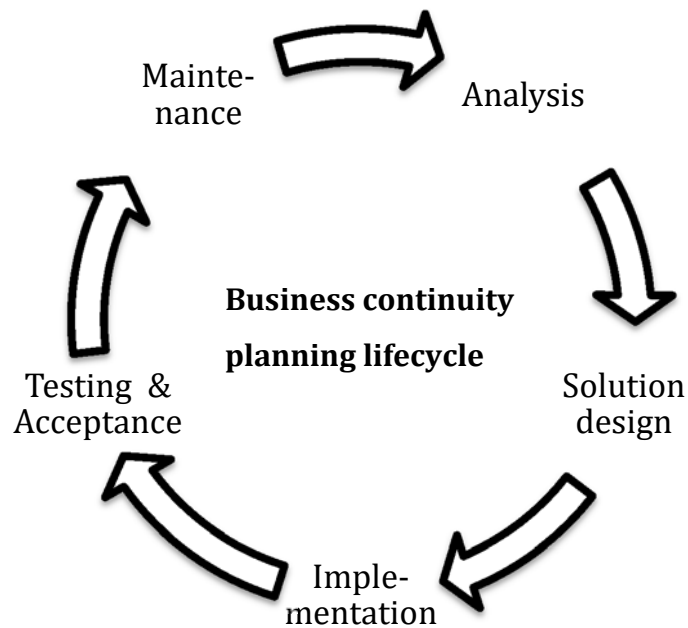 Mainte-
nance
Analysis
Business continuity
planning lifecycle
Testing &
Acceptance
Solution
design
Imple-
mentation